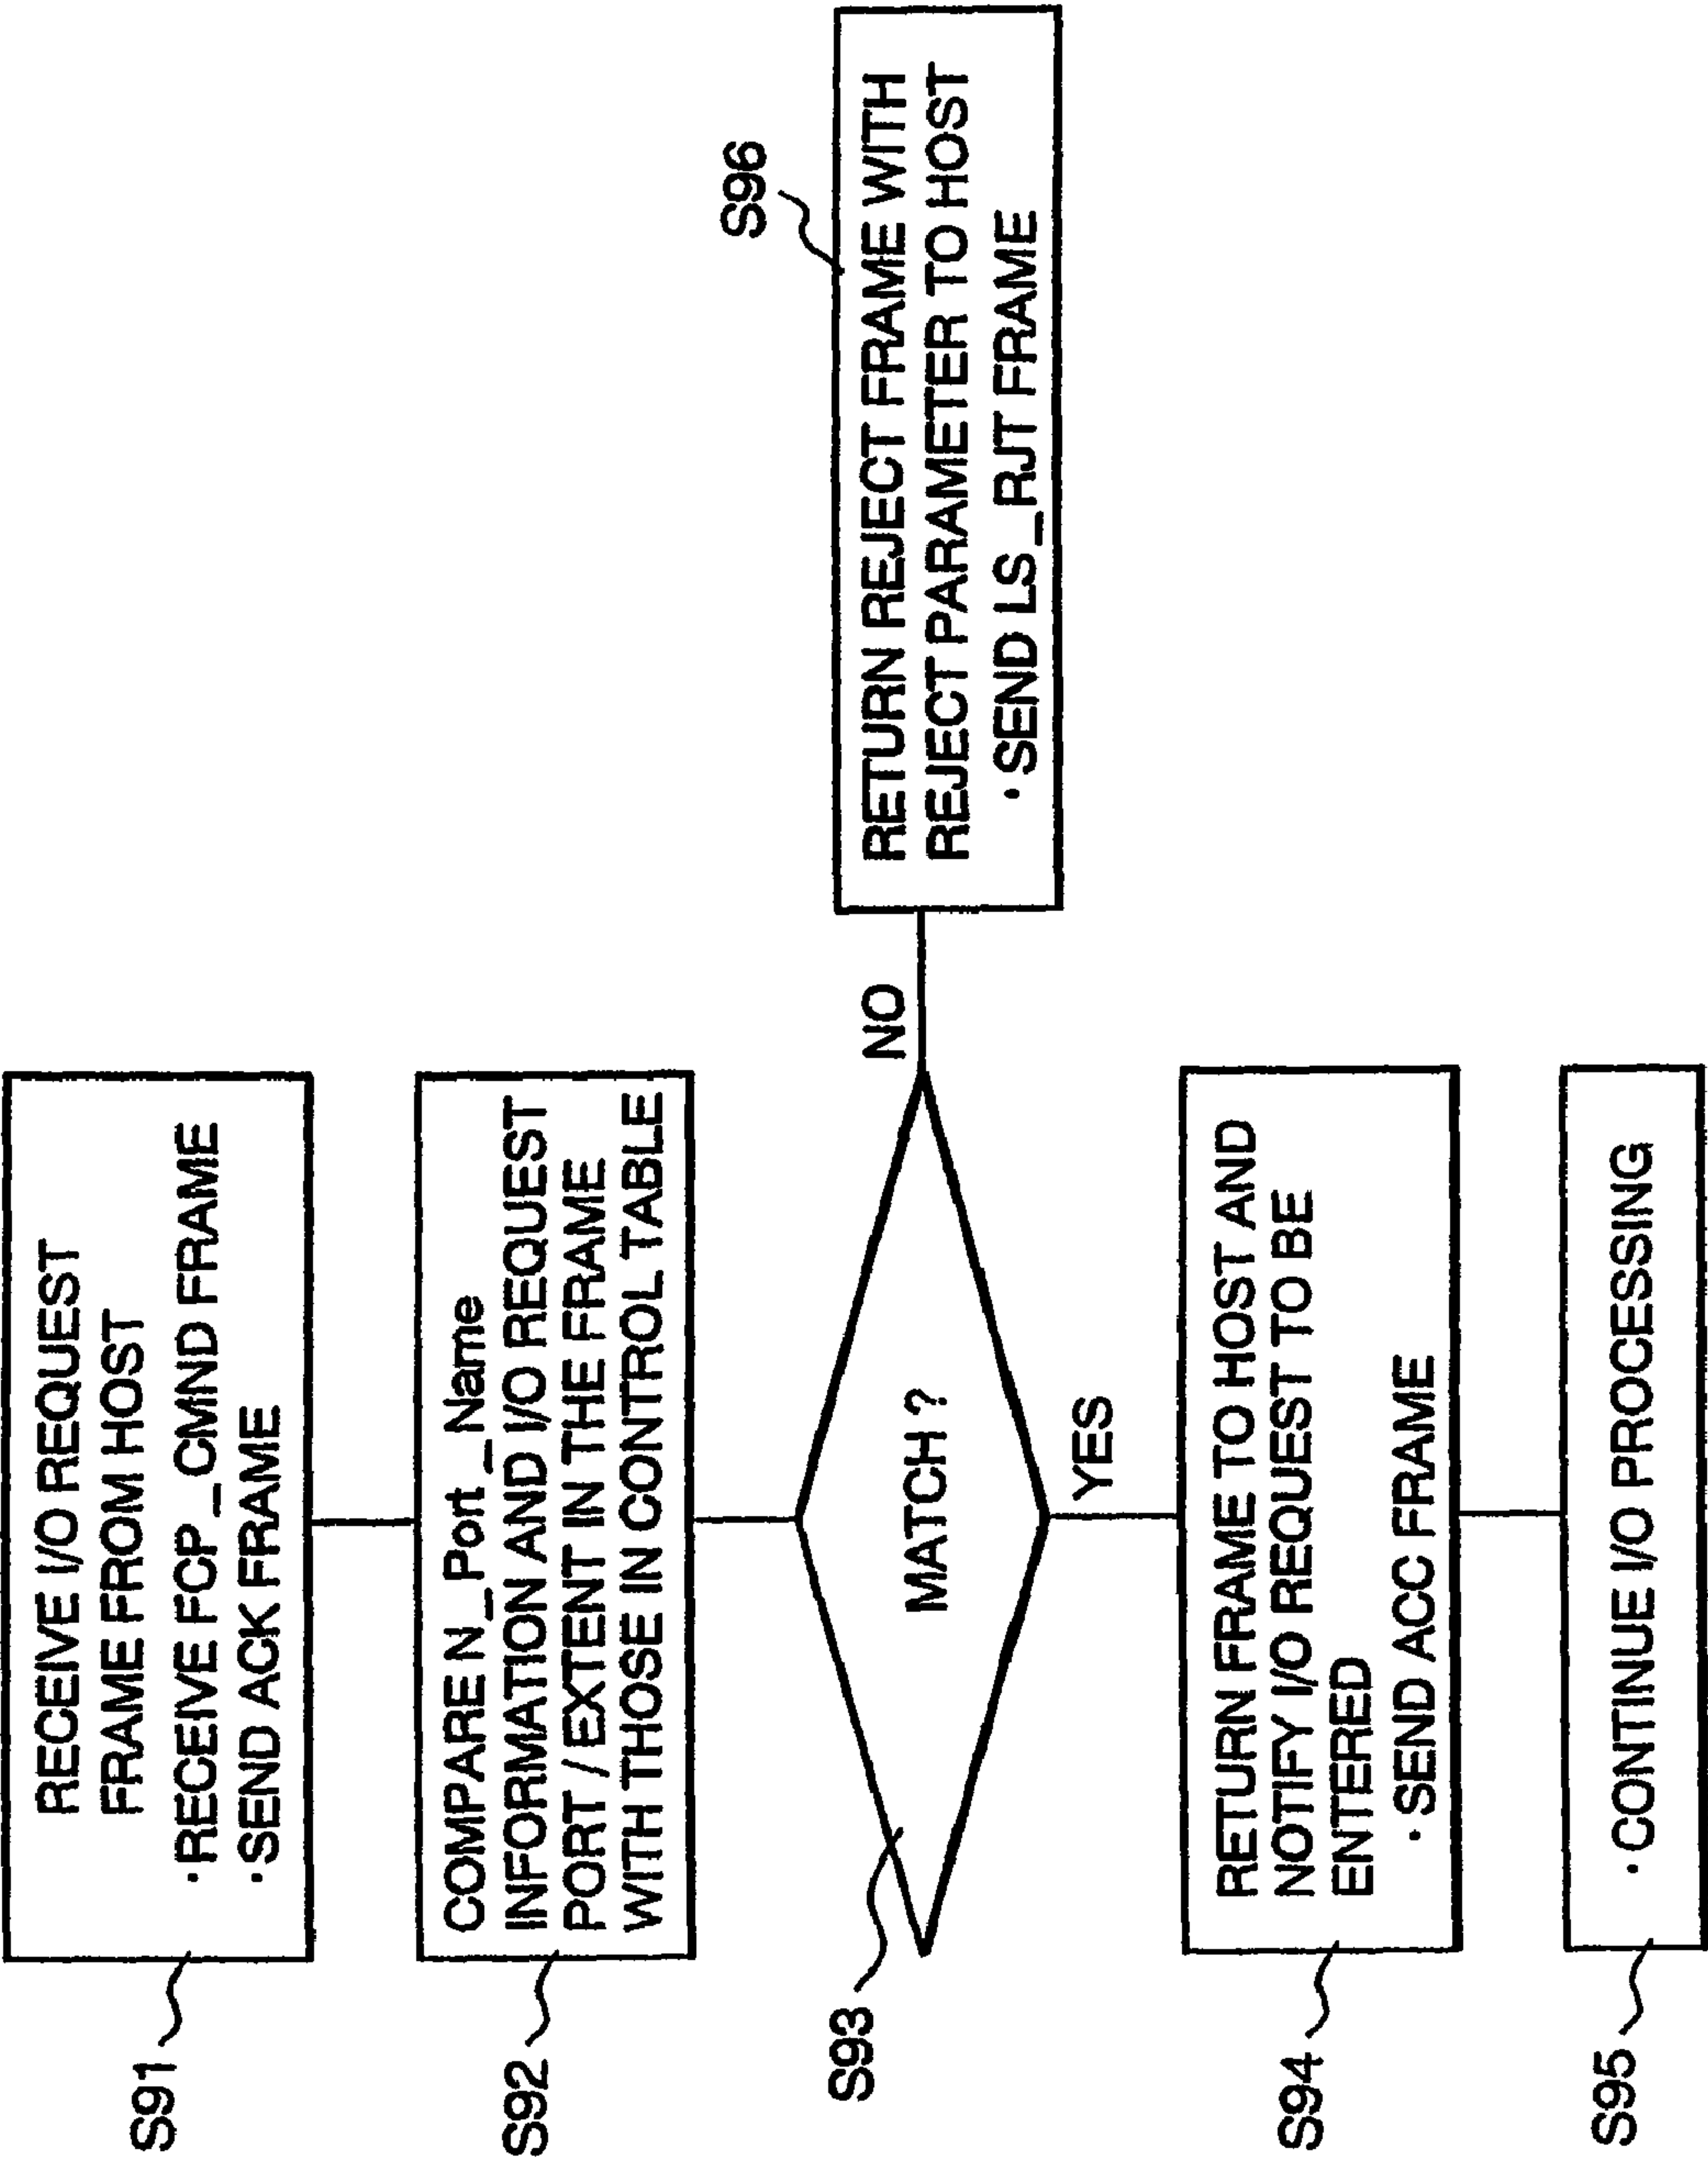 S91
RECEIVE I/O REQUEST
FRAME FROM HOST
·RECEIVE FCP_CMND FRAME
·SEND ACK FRAME
S92
COMPARE N_Port_Name
INFORMATION AND I/O REQUEST
PORT / EXTENT IN THE FRAME
WITH THOSE IN CONTROL TABLE
S93
MATCH ?
NO
S96
RETURN REJECT FRAME WITH
REJECT PARAMETER TO HOST
·SEND LS_RJT FRAME
YES
S94
RETURN FRAME TO HOST AND
NOTIFY I/O REQUEST TO BE
ENTERED
·SEND ACC FRAME
S95
·CONTINUE I/O PROCESSING